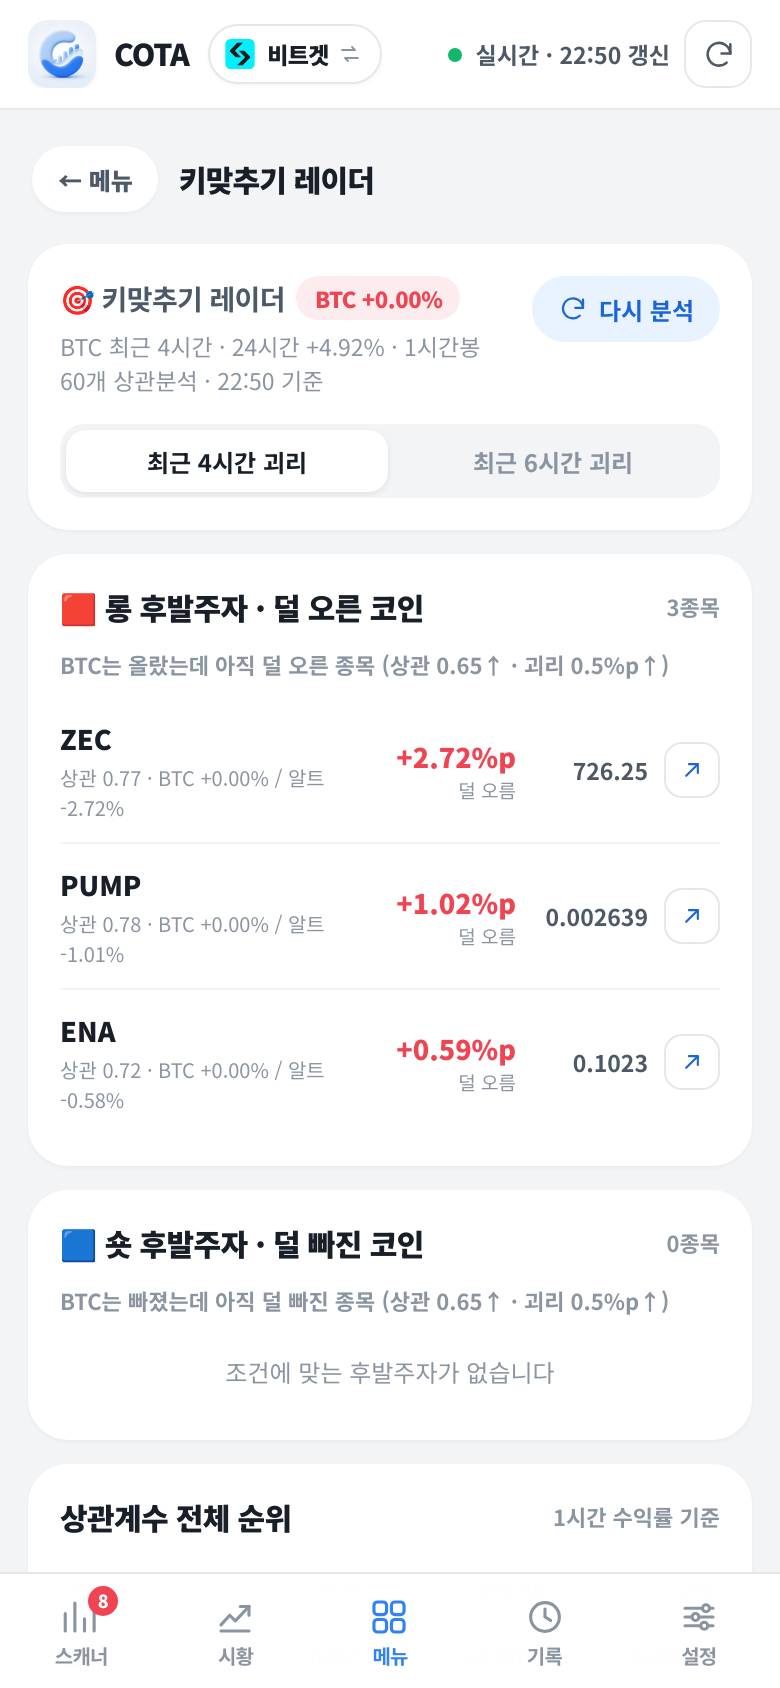 COTA
비트겟
실시간 · 22:50 갱신
← 메뉴
키맞추기 레이더
키맞추기 레이더
BTC +0.00%
다시 분석
BTC 최근 4시간 · 24시간 +4.92% · 1시간봉
60개 상관분석 · 22:50 기준
최근 4시간 괴리
최근 6시간 괴리
롱 후발주자 · 덜 오른 코인
3종목
BTC는 올랐는데 아직 덜 오른 종목 (상관 0.65↑ · 괴리 0.5%p↑)
ZEC
상관 0.77 · BTC +0.00% / 알트
-2.72%
+2.72%p
덜 오름
726.25
PUMP
상관 0.78 · BTC +0.00% / 알트
-1.01%
+1.02%p
덜 오름
0.002639
ENA
상관 0.72 · BTC +0.00% / 알트
-0.58%
+0.59%p
덜 오름
0.1023
숏 후발주자 · 덜 빠진 코인
0종목
BTC는 빠졌는데 아직 덜 빠진 종목 (상관 0.65↑ · 괴리 0.5%p↑)
조건에 맞는 후발주자가 없습니다
상관계수 전체 순위
1시간 수익률 기준
8
스캐너
시황
메뉴
기록
설정